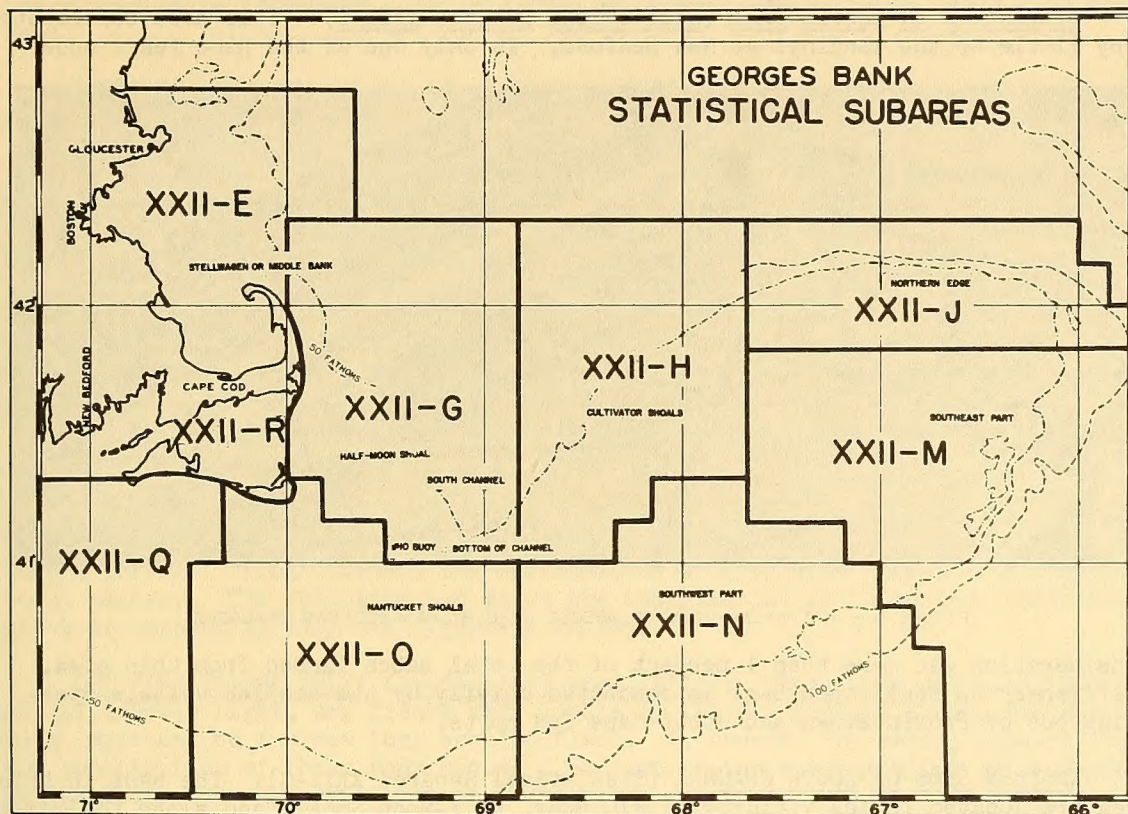 43°
GEORGES BANK
STATISTICAL SUBAREAS
GLOUCESTER
XXII-E
BOSTON
STELLWAGEN OR MIDDLE BANK
42°
NORTHERN EDGE
XXII-J
50 FATHOMS
XXII-H
CAPE COD
NEW BEDFORD
XXII-G
CULTIVATOR SHOALS
SOUTHEAST PART
XXII-R
XXII-M
HALF-MOON SHOAL
SOUTH CHANNEL
BUOY
BOTTOM OF CHANNEL
41°
XXII-Q
NANTUCKET SHOALS
SOUTHWEST PART
XXII-O
XXII-N
50 FATHOMS
100 FATHOMS
71°
70°
69°
68°
67°
66°